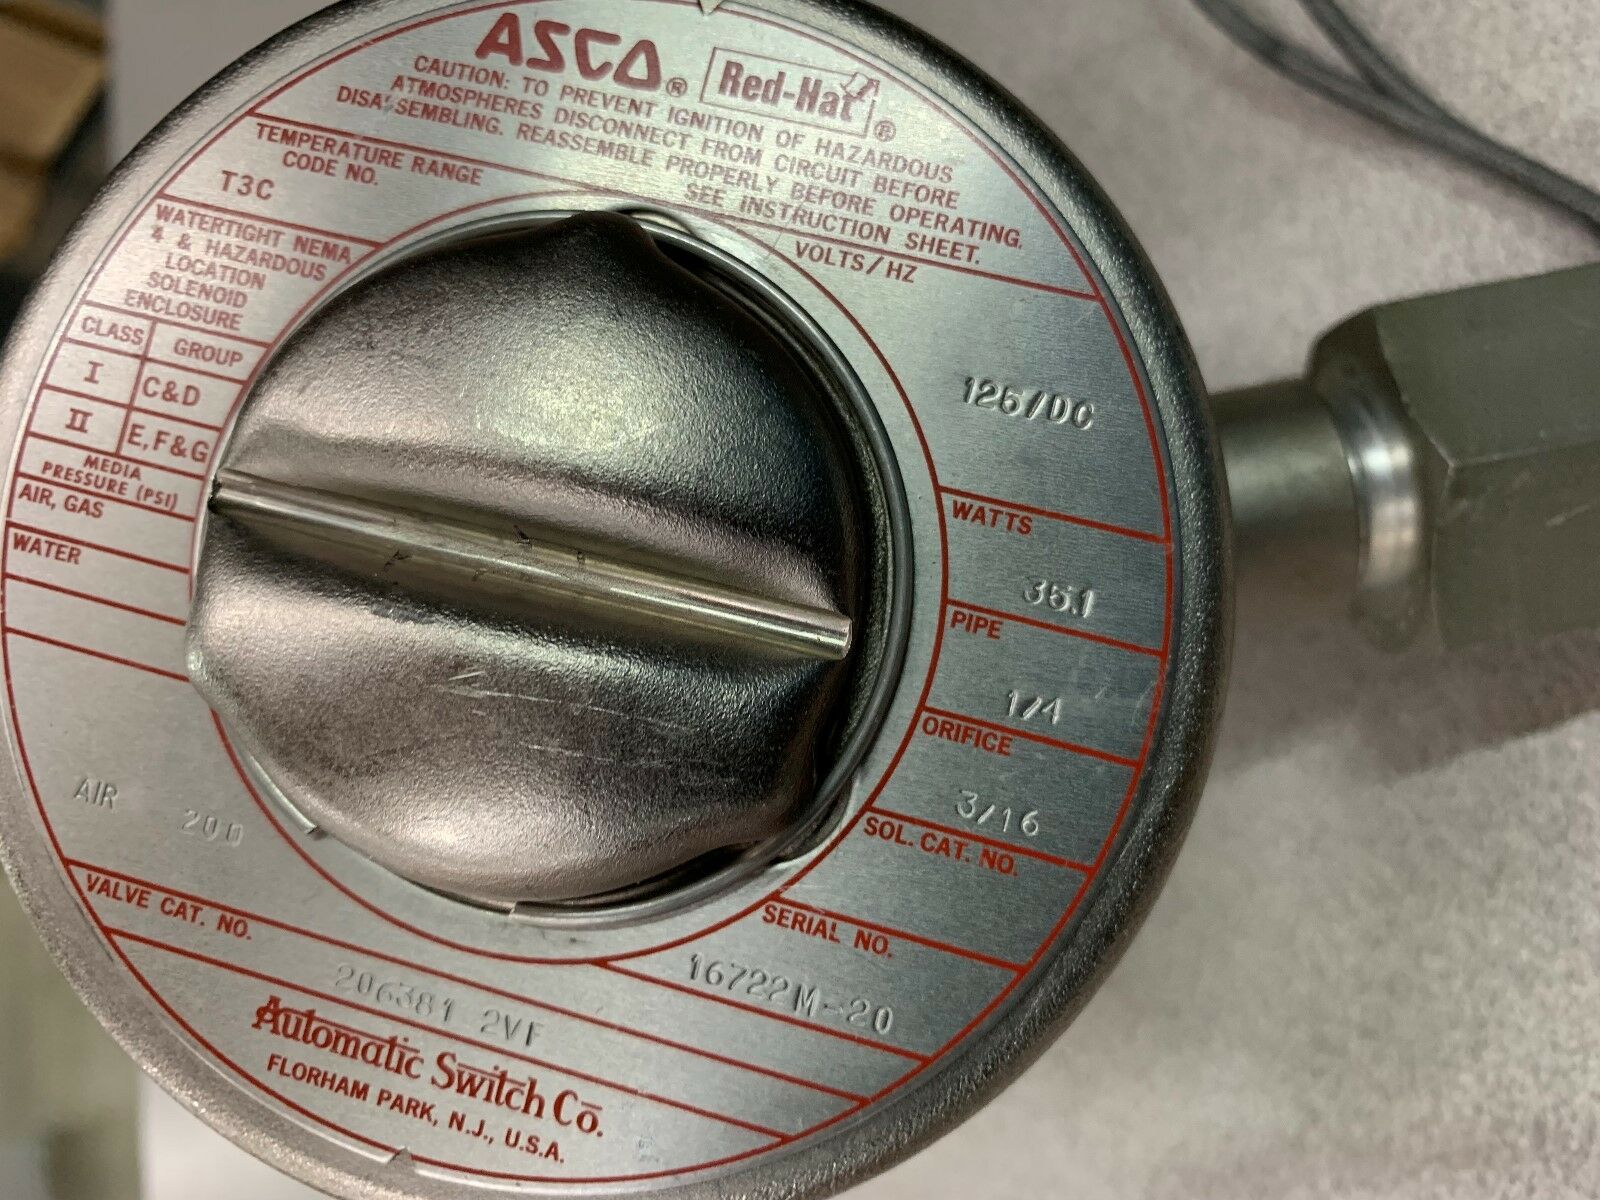 ASCO® Red-Hat®
CAUTION: TO PREVENT IGNITION OF HAZARDOUS
ATMOSPHERES DISCONNECT FROM CIRCUIT BEFORE
DISASSEMBLING. REASSEMBLE PROPERLY BEFORE OPERATING.
SEE INSTRUCTION SHEET.
TEMPERATURE RANGE
CODE NO.
T3C
WATERTIGHT NEMA
4 & HAZARDOUS
LOCATION
SOLENOID
ENCLOSURE
CLASS GROUP
I C&D
II E,F&G
MEDIA
PRESSURE (PSI)
AIR, GAS
WATER
AIR 200
VOLTS/HZ
125/DC
WATTS
35.1
PIPE
1/4
ORIFICE
3/16
SOL. CAT. NO.
SERIAL NO.
16722M-20
VALVE CAT. NO.
206381 2VF
Automatic Switch Co.
FLORHAM PARK, N.J., U.S.A.